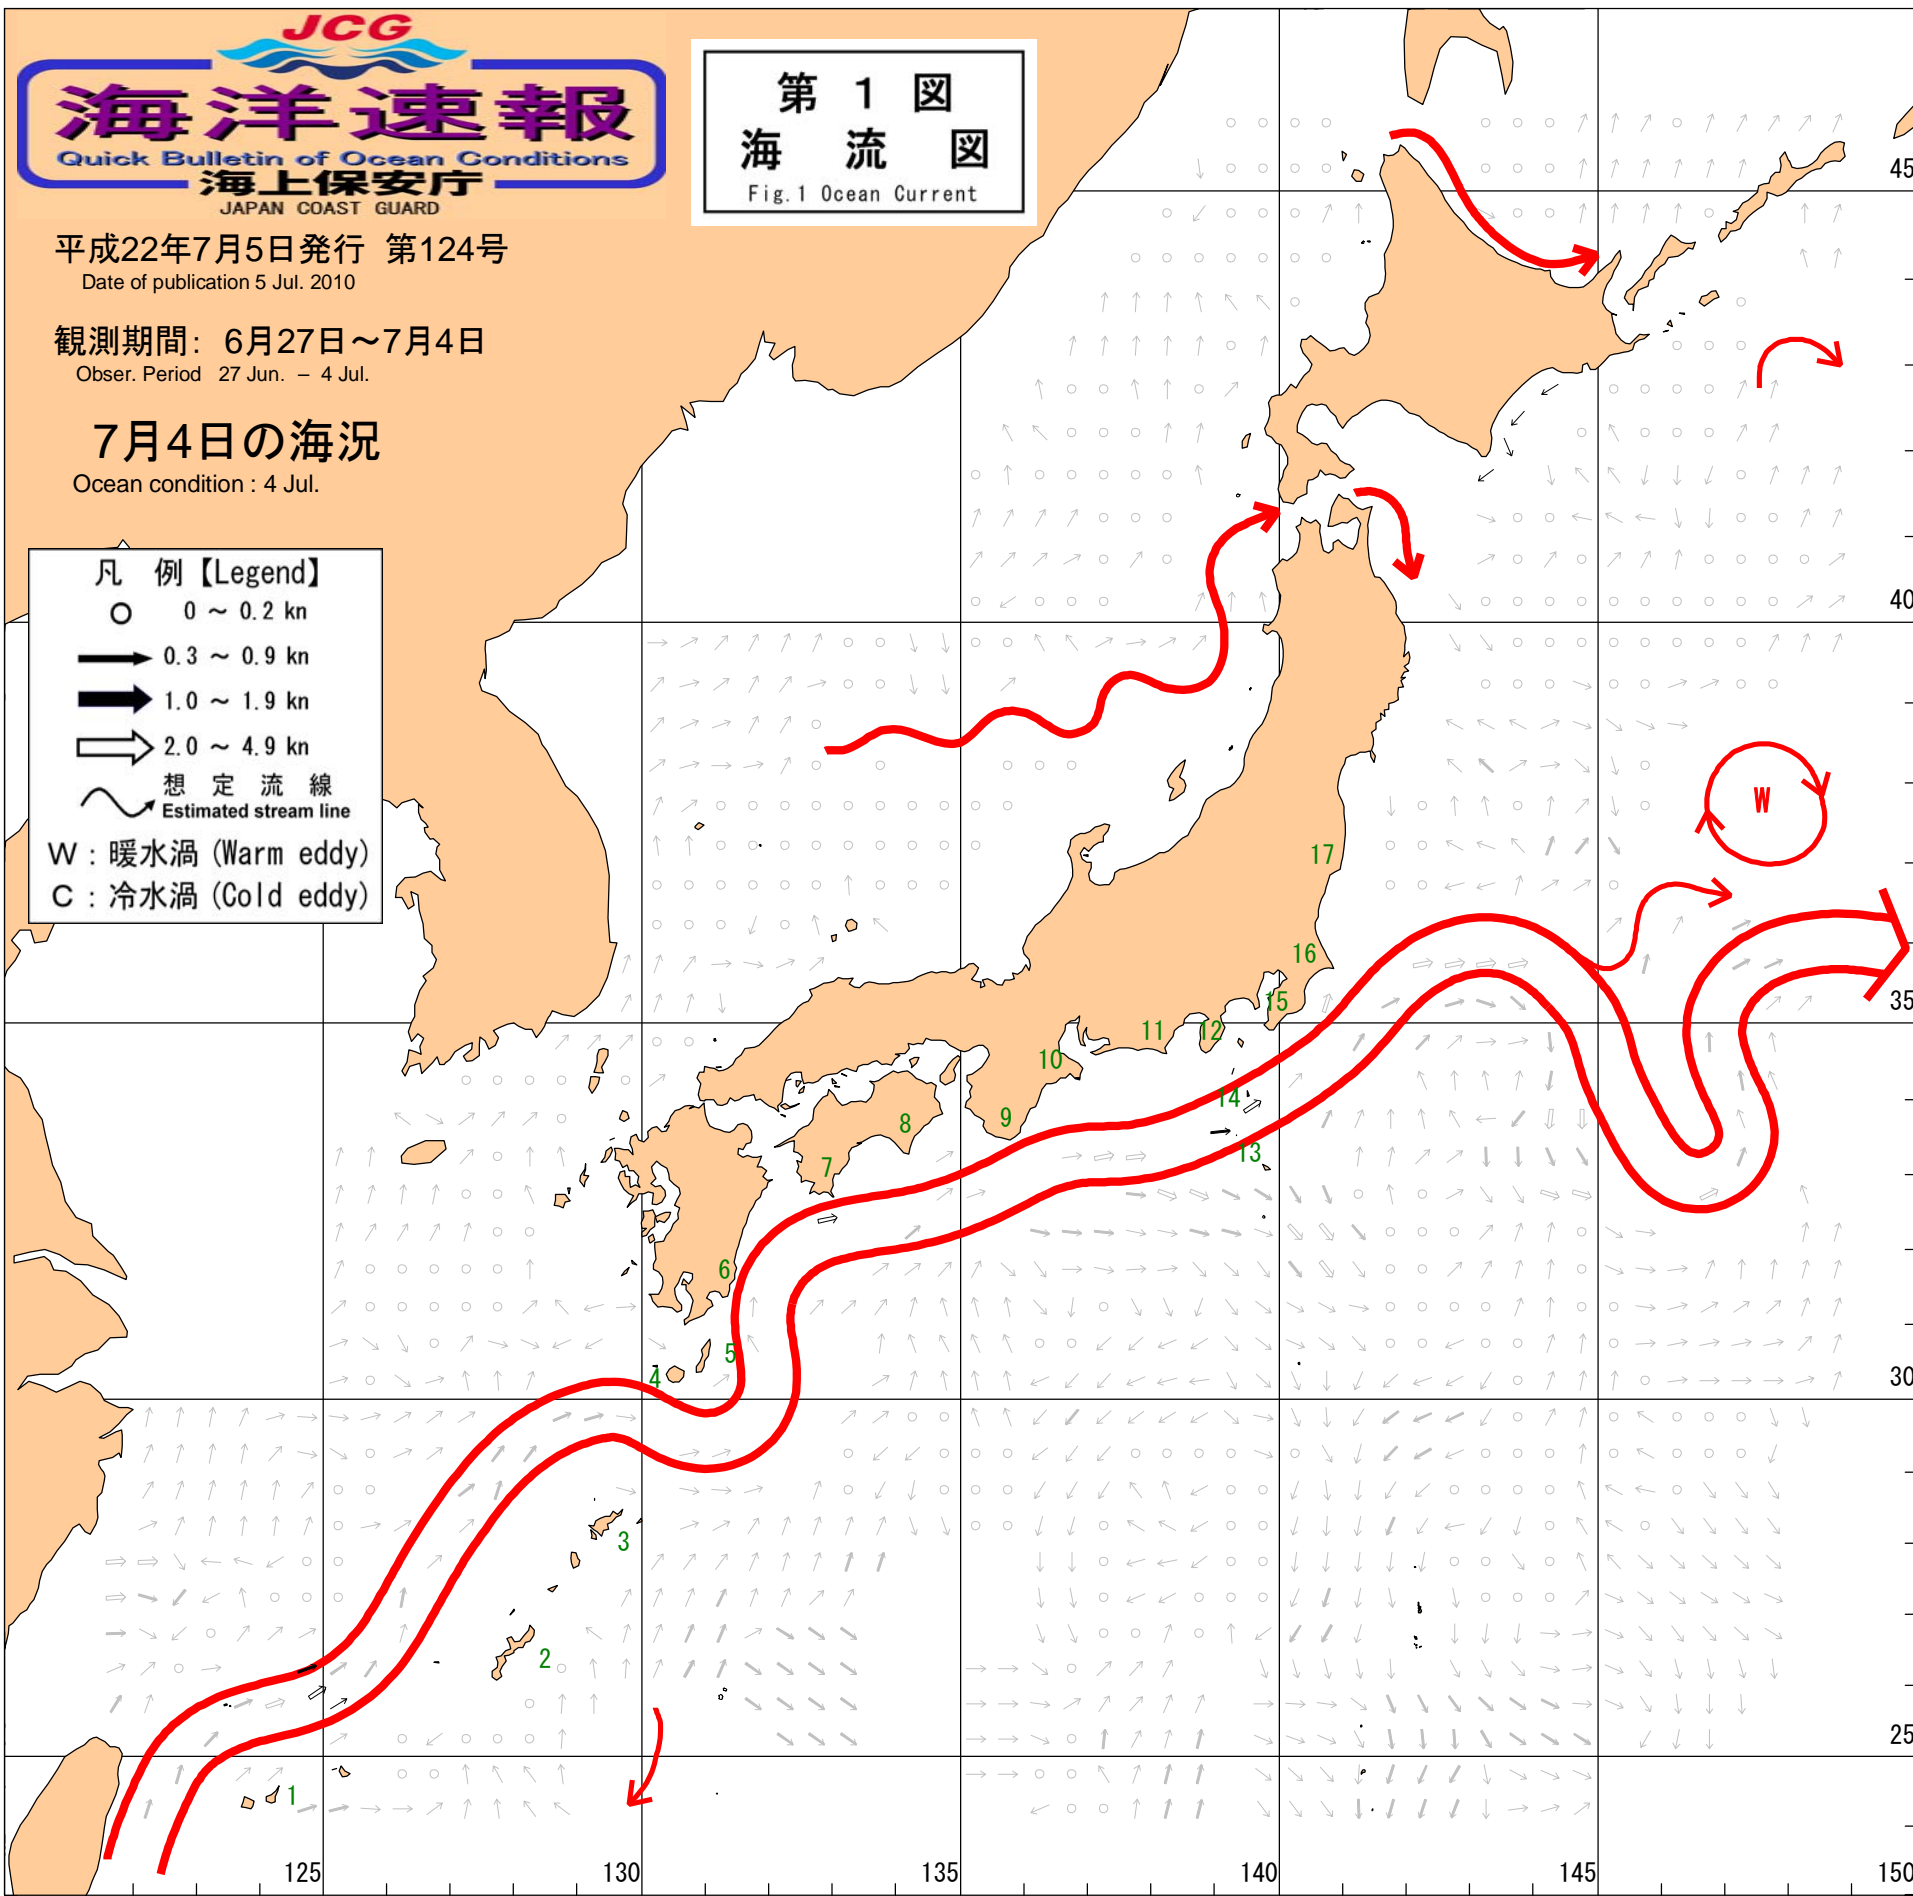 JCG
海洋速報
Quick Bulletin of Ocean Conditions
海上保安庁
JAPAN COAST GUARD
第 1 図
海 流 図
Fig.1 Ocean Current
平成22年7月5日発行 第124号
Date of publication 5 Jul. 2010
観測期間： 6月27日～7月4日
Obser. Period 27 Jun. – 4 Jul.
7月4日の海況
Ocean condition : 4 Jul.
凡 例【Legend】
0 ～ 0.2 kn
0.3 ～ 0.9 kn
1.0 ～ 1.9 kn
2.0 ～ 4.9 kn
想 定 流 線
Estimated stream line
W : 暖水渦 (Warm eddy)
C : 冷水渦 (Cold eddy)
45
40
W
17
16
35
15
12
11
10
14
9
8
13
7
6
5
4
30
3
2
25
1
125
130
135
140
145
150